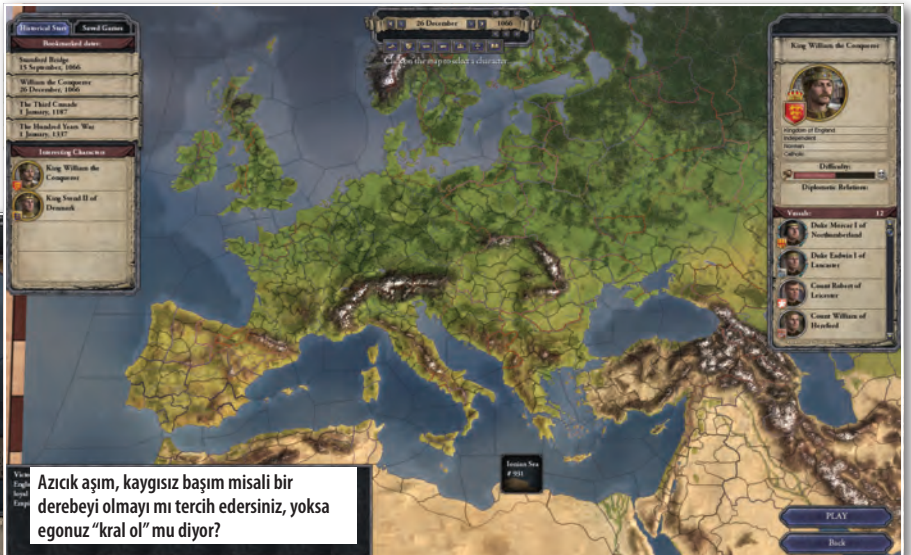 Historical Start
Saved Games
Bookmarked dates:
Stamford Bridge
15 September, 1066
William the Conqueror
26 December, 1066
The Third Crusade
1 January, 1187
The Hundred Years War
1 January, 1337
Interesting Characters
King William the
Conqueror
King Svend II of
Denmark
26 December
1066
Click on the map to select a character
King William the Conqueror
Kingdom of England
Independent
Norman
Catholic
Difficulty:
Diplomatic Relations:
Vassals: 12
Duke Morcar I of
Northumberland
Duke Eadwin I of
Lancaster
Count Robert of
Leicester
Count William of
Hereford
Ionian Sea
# 931
Azıcık aşım, kaygısız başım misali bir
derebeyi olmayı mı tercih edersiniz, yoksa
egonuz “kral ol” mu diyor?
PLAY
Back